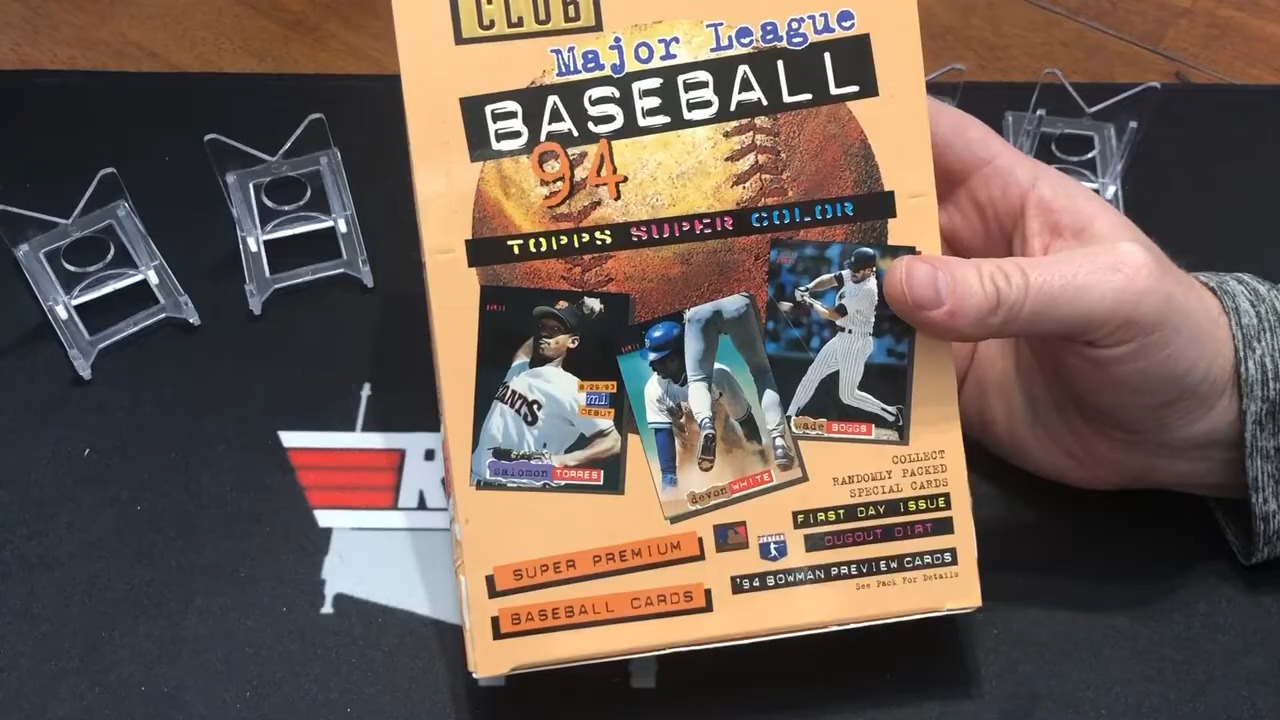 CLUB
Major League
BASEBALL
94
TOPPS SUPER COLOR
GIANTS
8/29/93
ml
DEBUT
salomon TORRES
devon WHITE
wade BOGGS
COLLECT
RANDOMLY PACKED
SPECIAL CARDS
FIRST DAY ISSUE
DUGOUT DIRT
'94 BOWMAN PREVIEW CARDS
See Pack For Details
SUPER PREMIUM
BASEBALL CARDS
R